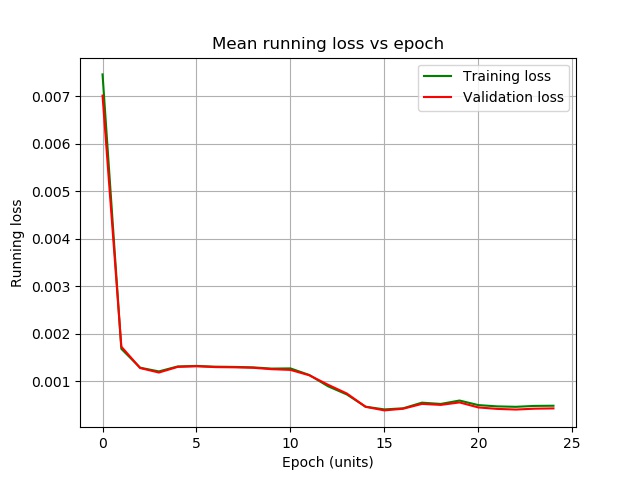 Mean running loss vs epoch
Training loss
Validation loss
0.007
0.006
0.005
0.004
0.003
0.002
0.001
Running loss
0 5 10 15 20 25
Epoch (units)